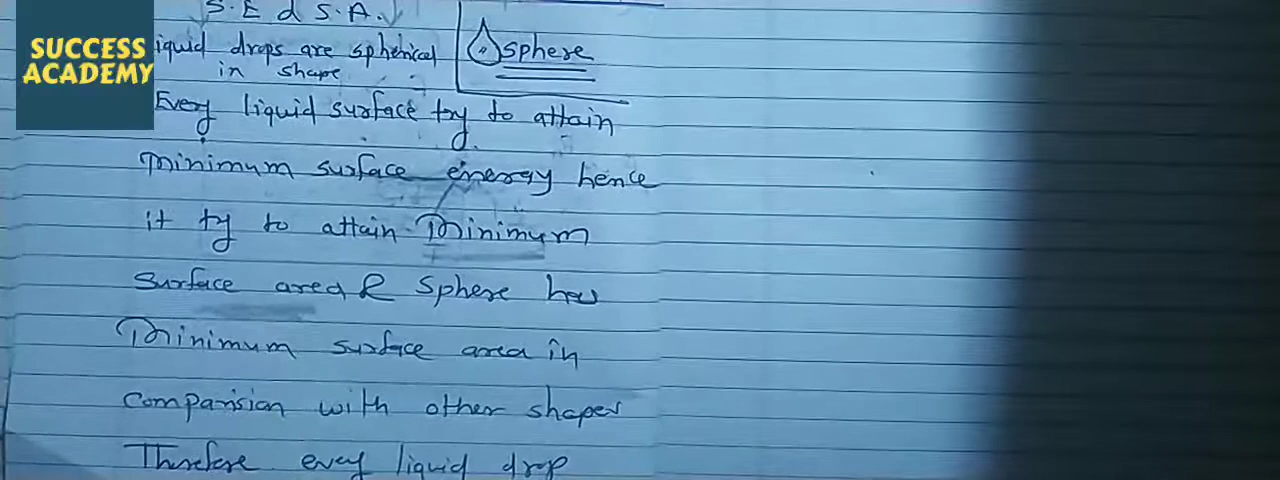 S.E d S.A.
SUCCESS
ACADEMY
iquid drops are spherical
in shape
sphere
Every liquid surface try to attain
Minimum surface energy hence
it try to attain Minimum
Surface area & Sphere has
Minimum surface area in
Comparision with other shapes
Therefore every liquid drop